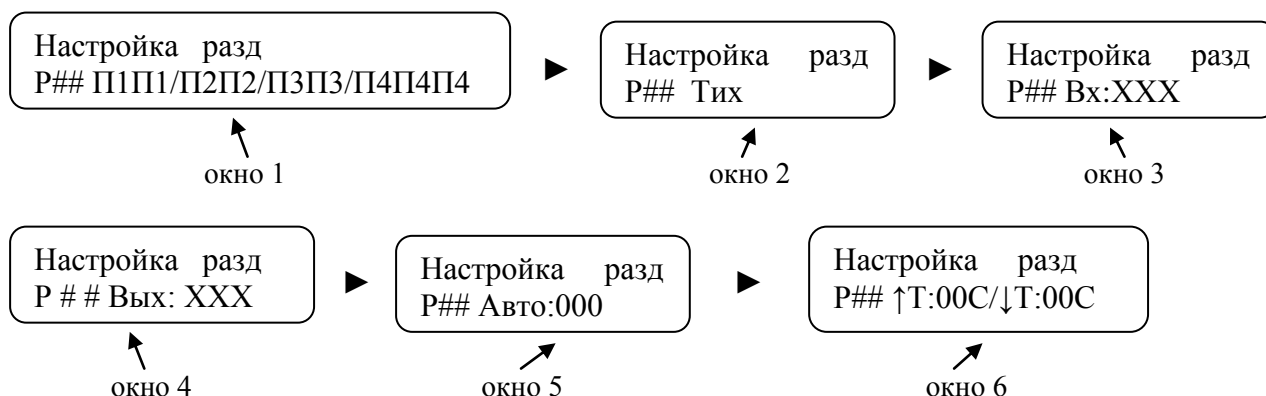 Настройка разд
Р## П1П1/П2П2/П3П3/П4П4П4
окно 1
Настройка разд
Р## Тих
окно 2
Настройка разд
Р## Вх:ХХХ
окно 3
Настройка разд
Р # # Вых: ХХХ
окно 4
Настройка разд
Р## Авто:000
окно 5
Настройка разд
Р## ↑Т:00С/↓Т:00С
окно 6